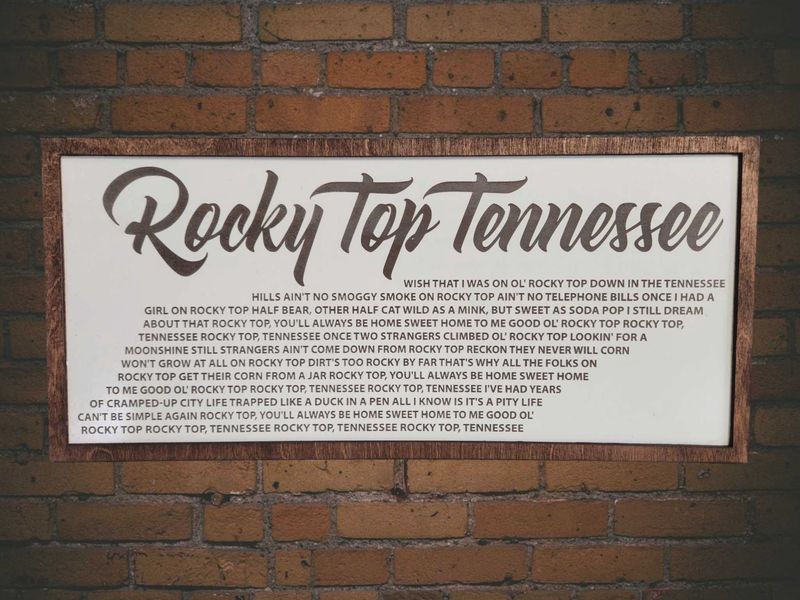 Rocky Top Tennessee
WISH THAT I WAS ON OL' ROCKY TOP DOWN IN THE TENNESSEE
HILLS AIN'T NO SMOGGY SMOKE ON ROCKY TOP AIN'T NO TELEPHONE BILLS ONCE I HAD A
GIRL ON ROCKY TOP HALF BEAR, OTHER HALF CAT WILD AS A MINK, BUT SWEET AS SODA POP I STILL DREAM
ABOUT THAT ROCKY TOP, YOU'LL ALWAYS BE HOME SWEET HOME TO ME GOOD OL' ROCKY TOP ROCKY TOP,
TENNESSEE ROCKY TOP, TENNESSEE ONCE TWO STRANGERS CLIMBED OL' ROCKY TOP LOOKIN' FOR A
MOONSHINE STILL STRANGERS AIN'T COME DOWN FROM ROCKY TOP RECKON THEY NEVER WILL CORN
WON'T GROW AT ALL ON ROCKY TOP DIRT'S TOO ROCKY BY FAR THAT'S WHY ALL THE FOLKS ON
ROCKY TOP GET THEIR CORN FROM A JAR ROCKY TOP, YOU'LL ALWAYS BE HOME SWEET HOME
TO ME GOOD OL' ROCKY TOP ROCKY TOP, TENNESSEE ROCKY TOP, TENNESSEE I'VE HAD YEARS
OF CRAMPED-UP CITY LIFE TRAPPED LIKE A DUCK IN A PEN ALL I KNOW IS IT'S A PITY LIFE
CAN'T BE SIMPLE AGAIN ROCKY TOP, YOU'LL ALWAYS BE HOME SWEET HOME TO ME GOOD OL'
ROCKY TOP ROCKY TOP, TENNESSEE ROCKY TOP, TENNESSEE ROCKY TOP, TENNESSEE